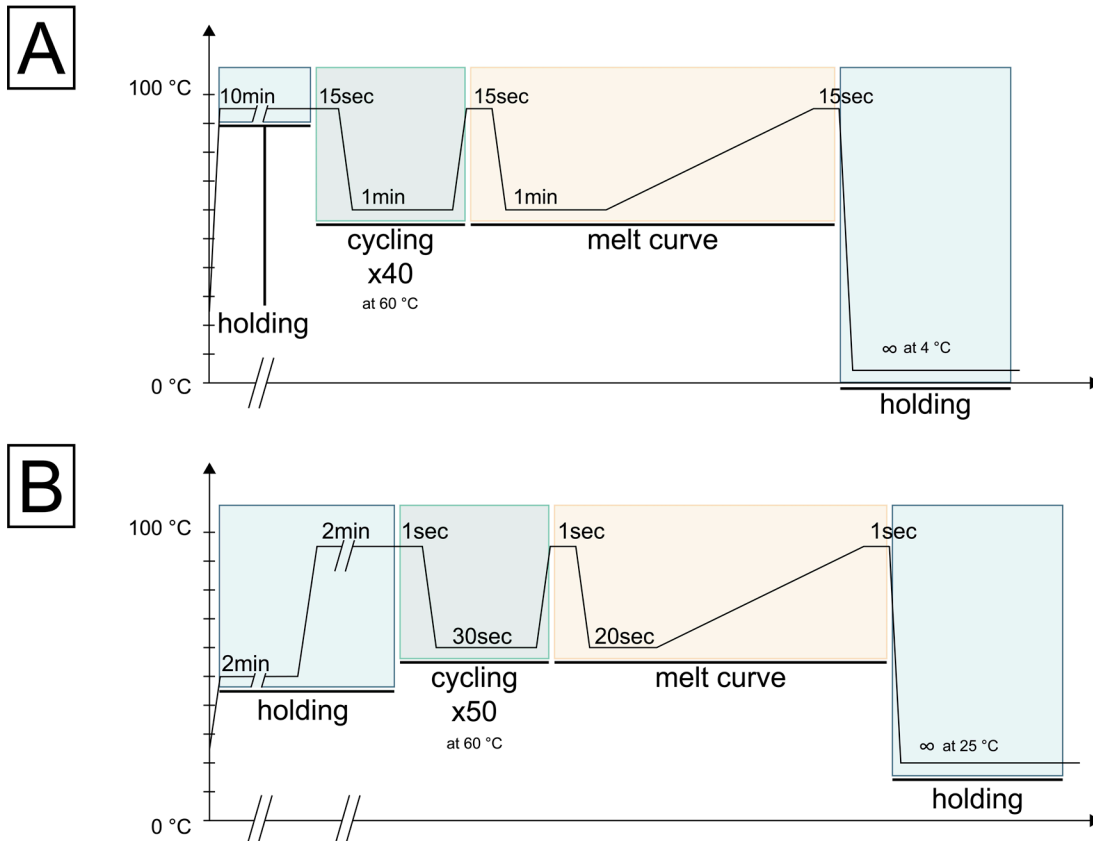 A
100 °C
10min
15sec
15sec
15sec
1min
1min
cycling
x40
at 60 °C
melt curve
holding
∞ at 4 °C
0 °C
holding
B
100 °C
2min
1sec
1sec
1sec
2min
30sec
20sec
holding
cycling
x50
at 60 °C
melt curve
∞ at 25 °C
holding
0 °C